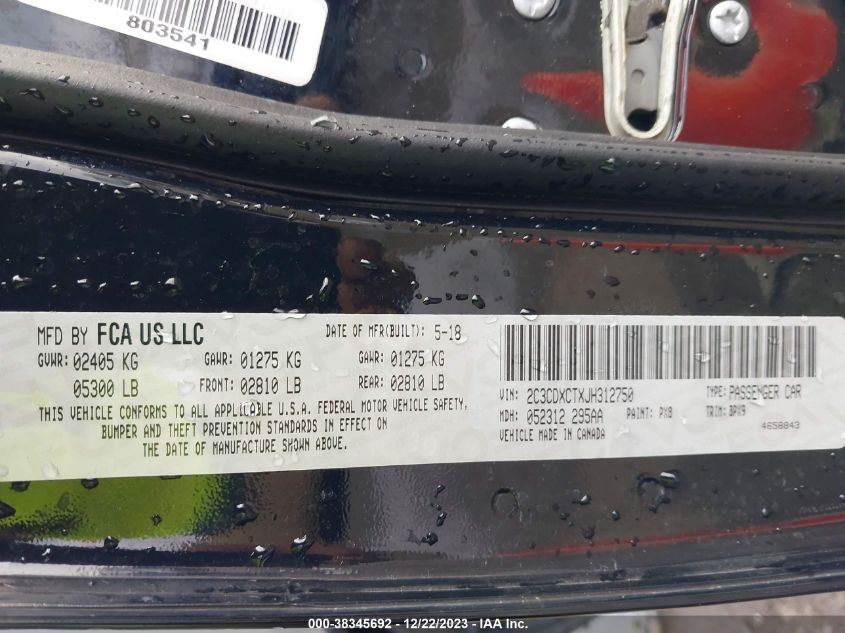 803541
MFD BY FCA US LLC
DATE OF MFR(BUILT): 5-18
GVWR: 02405 KG GAWR: 01275 KG GAWR: 01275 KG
05300 LB FRONT: 02810 LB REAR: 02810 LB
THIS VEHICLE CONFORMS TO ALL APPLICABLE U.S.A. FEDERAL MOTOR VEHICLE SAFETY,
BUMPER AND THEFT PREVENTION STANDARDS IN EFFECT ON
THE DATE OF MANUFACTURE SHOWN ABOVE.
VIN: 2C3CDXCTXJH312750 TYPE: PASSENGER CAR
MDH: 052312 295AA PAINT: PX8 TRIM: BPX9
VEHICLE MADE IN CANADA 4658843
000-38345692 - 12/22/2023 - IAA Inc.